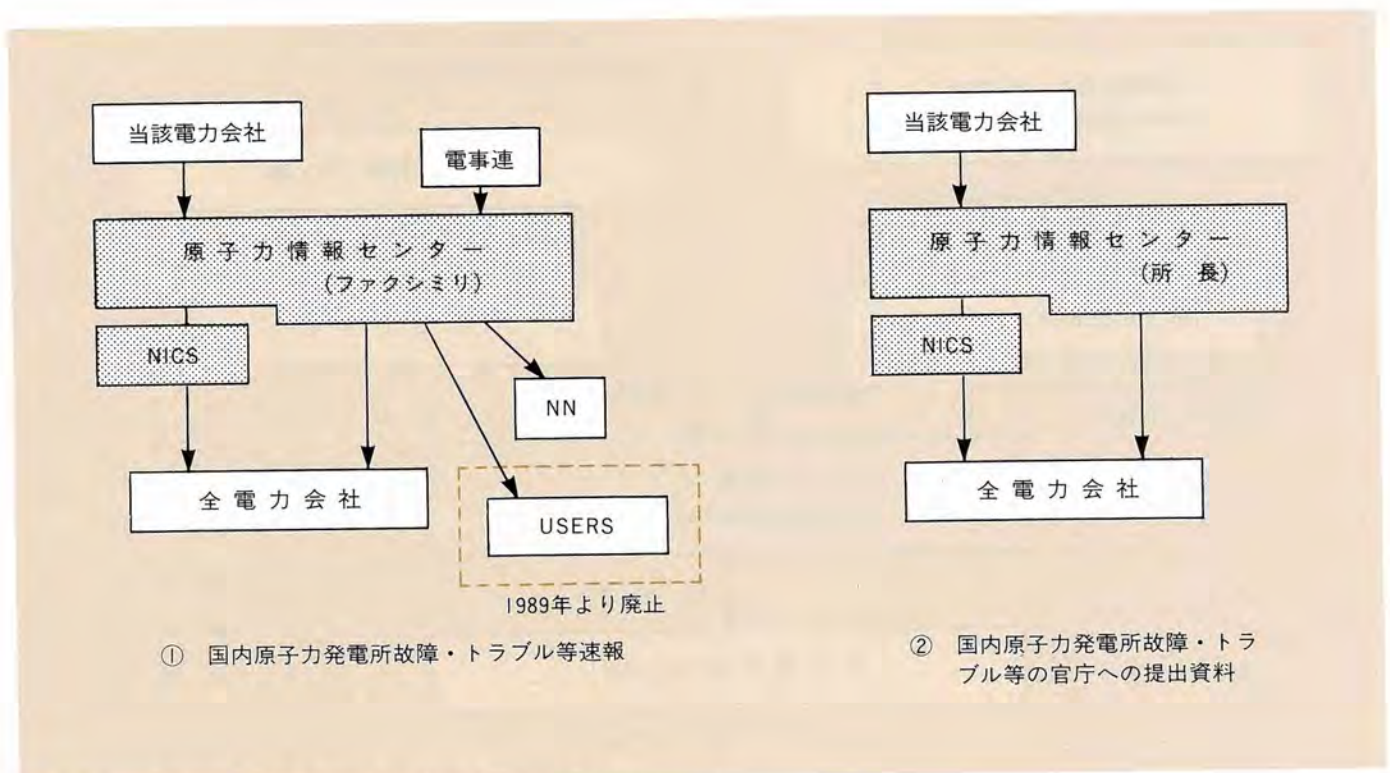 当該電力会社
電事連
原子力情報センター
(ファクシミリ)
NICS
NN
全電力会社
USERS
1989年より廃止
① 国内原子力発電所故障・トラブル等速報
当該電力会社
原子力情報センター
(所 長)
NICS
全電力会社
② 国内原子力発電所故障・トラ
ブル等の官庁への提出資料